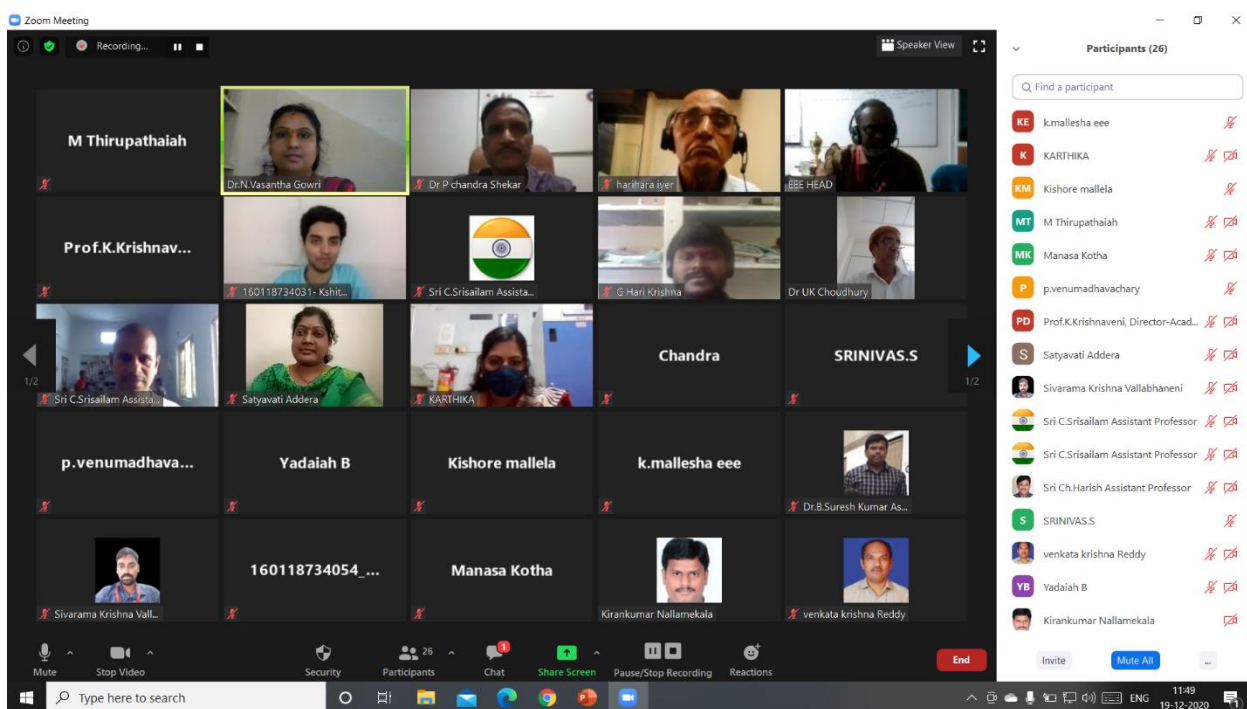 Zoom Meeting
Recording...
Speaker View
M Thirupathaiah
Dr.N.Vasantha Gowri
Dr P chandra Shekar
harihara iyer
EEE HEAD
Prof.K.Krishnav...
160118734031- Kshit...
Sri C.Srisailam Assista...
G Hari Krishna
Dr UK Choudhury
Sri C.Srisailam Assista...
Satyavati Addera
KARTHIKA
Chandra
SRINIVAS.S
1/2
1/2
p.venumadhava...
Yadaiah B
Kishore mallela
k.mallesha eee
Dr.B.Suresh Kumar As...
Sivarama Krishna Vall...
160118734054_...
Manasa Kotha
Kirankumar Nallamekala
venkata krishna Reddy
Mute
Stop Video
Security
Participants
26
Chat
1
Share Screen
Pause/Stop Recording
Reactions
End
Participants (26)
Find a participant
KE k.mallesha eee
K KARTHIKA
KM Kishore mallela
MT M Thirupathaiah
MK Manasa Kotha
P p.venumadhavachary
PD Prof.K.Krishnaveni, Director-Acad...
S Satyavati Addera
Sivarama Krishna Vallabhaneni
Sri C.Srisailam Assistant Professor
Sri C.Srisailam Assistant Professor
Sri Ch.Harish Assistant Professor
S SRINIVAS.S
venkata krishna Reddy
YB Yadaiah B
Kirankumar Nallamekala
Invite
Mute All
...
Type here to search
ENG
11:49
19-12-2020
1